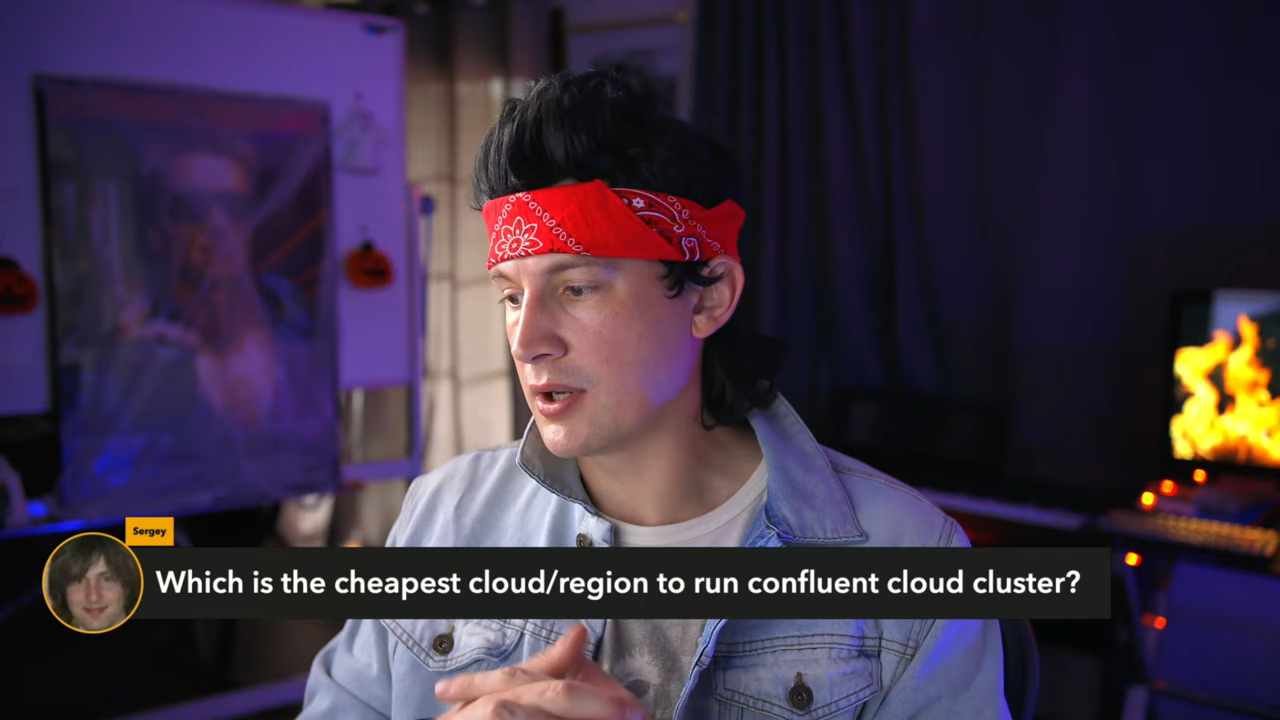 Sergey
Which is the cheapest cloud/region to run confluent cloud cluster?